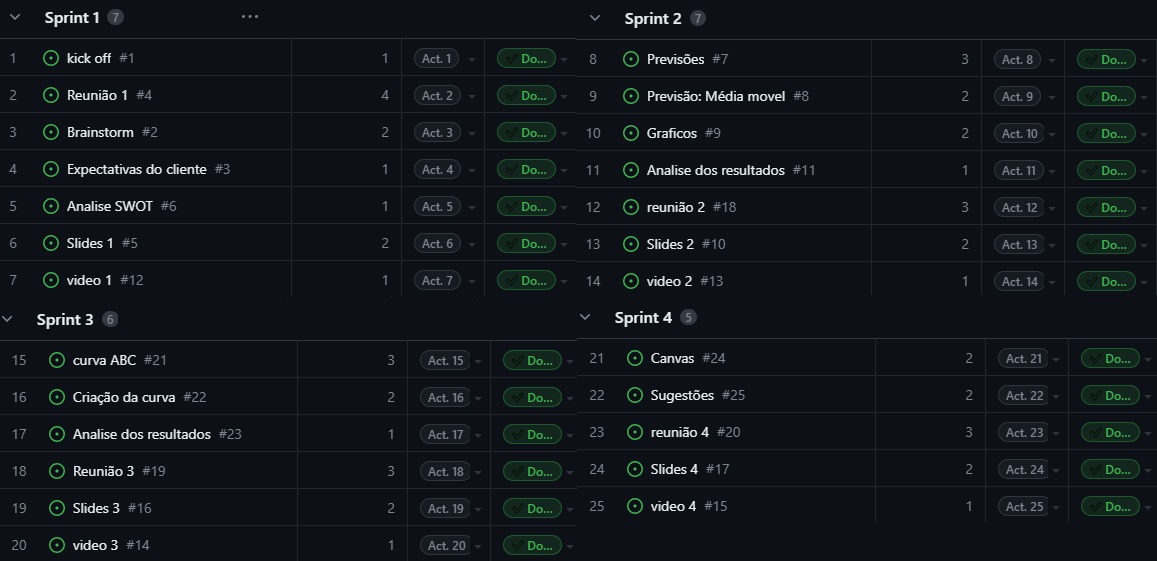 Sprint 1 7 ...
1 kick off #1 1 Act. 1 Do...
2 Reunião 1 #4 4 Act. 2 Do...
3 Brainstorm #2 2 Act. 3 Do...
4 Expectativas do cliente #3 1 Act. 4 Do...
5 Analise SWOT #6 1 Act. 5 Do...
6 Slides 1 #5 2 Act. 6 Do...
7 video 1 #12 1 Act. 7 Do...
Sprint 2 7
8 Previsões #7 3 Act. 8 Do...
9 Previsão: Média movel #8 2 Act. 9 Do...
10 Graficos #9 2 Act. 10 Do...
11 Analise dos resultados #11 1 Act. 11 Do...
12 reunião 2 #18 3 Act. 12 Do...
13 Slides 2 #10 2 Act. 13 Do...
14 video 2 #13 1 Act. 14 Do...
Sprint 3 6
15 curva ABC #21 3 Act. 15 Do...
16 Criação da curva #22 2 Act. 16 Do...
17 Analise dos resultados #23 1 Act. 17 Do...
18 Reunião 3 #19 3 Act. 18 Do...
19 Slides 3 #16 2 Act. 19 Do...
20 video 3 #14 1 Act. 20 Do...
Sprint 4 5
21 Canvas #24 2 Act. 21 Do...
22 Sugestões #25 2 Act. 22 Do...
23 reunião 4 #20 3 Act. 23 Do...
24 Slides 4 #17 2 Act. 24 Do...
25 video 4 #15 1 Act. 25 Do...